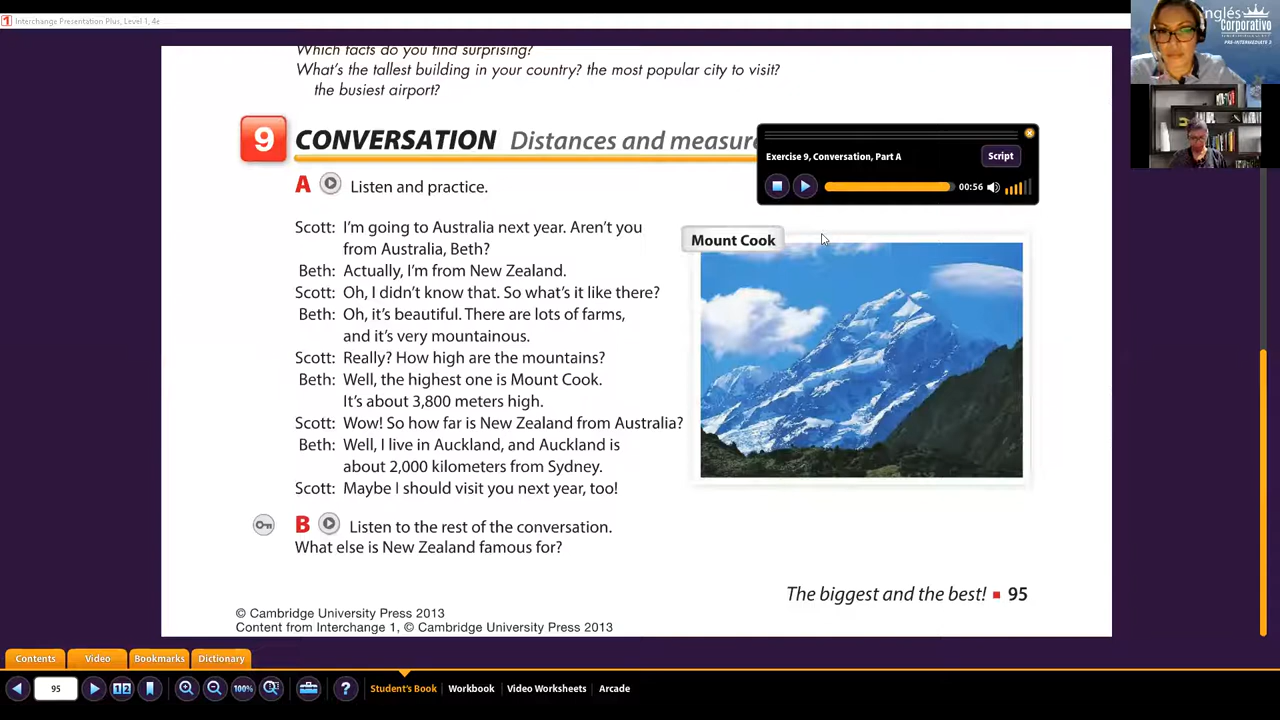 Interchange Presentation Plus, Level 1, 4e
Inglés
Corporativo
PRE-INTERMEDIATE 3
Which facts do you find surprising?
What's the tallest building in your country? the most popular city to visit?
the busiest airport?
9 CONVERSATION Distances and measure
Exercise 9, Conversation, Part A
Script
00:56
A Listen and practice.
Mount Cook
Scott: I'm going to Australia next year. Aren't you
from Australia, Beth?
Beth: Actually, I'm from New Zealand.
Scott: Oh, I didn't know that. So what's it like there?
Beth: Oh, it's beautiful. There are lots of farms,
and it's very mountainous.
Scott: Really? How high are the mountains?
Beth: Well, the highest one is Mount Cook.
It's about 3,800 meters high.
Scott: Wow! So how far is New Zealand from Australia?
Beth: Well, I live in Auckland, and Auckland is
about 2,000 kilometers from Sydney.
Scott: Maybe I should visit you next year, too!
B Listen to the rest of the conversation.
What else is New Zealand famous for?
The biggest and the best! ■ 95
© Cambridge University Press 2013
Content from Interchange 1, © Cambridge University Press 2013
Contents Video Bookmarks Dictionary
95 1 2 100% ? Student's Book Workbook Video Worksheets Arcade